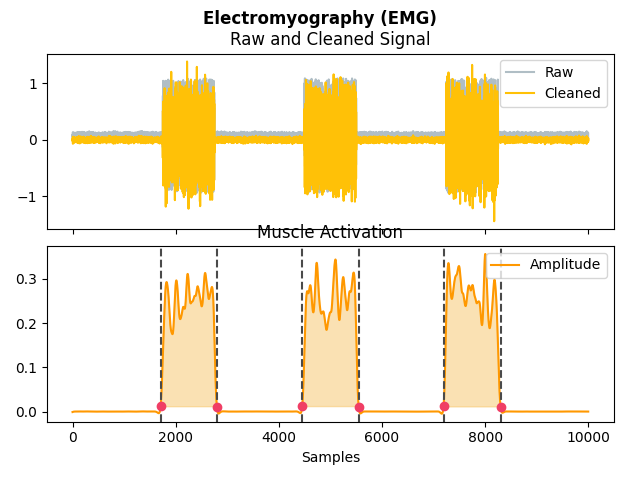 Electromyography (EMG)
Raw and Cleaned Signal
Raw
Cleaned
1
0
−1
Muscle Activation
Amplitude
0.3
0.2
0.1
0.0
0 2000 4000 6000 8000 10000
Samples